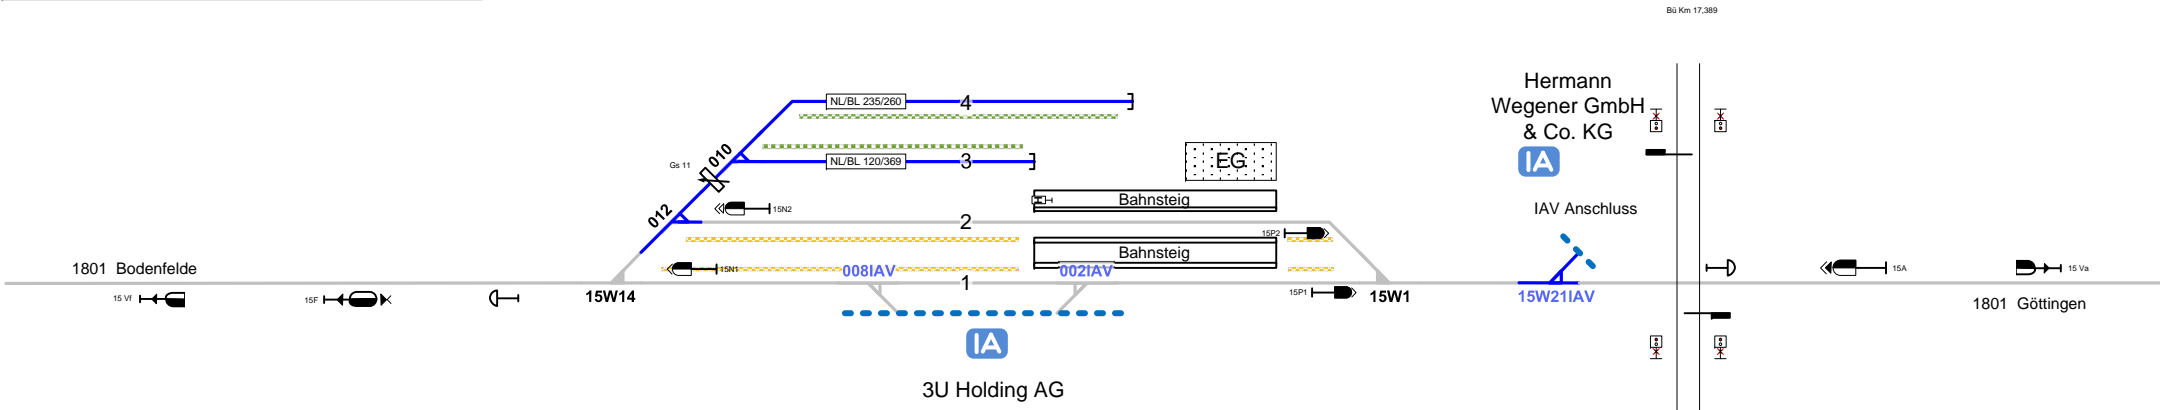 Bü Km 17,389
Hermann
Wegener GmbH
& Co. KG
IA
IAV Anschluss
NL/BL 235/260
4
010
Gs 11
NL/BL 120/369
3
EG
012
15N2
Bahnsteig
2
15P2
Bahnsteig
1801 Bodenfelde
15N1
008IAV
002IAV
15A
15 Va
15 Vf
15F
15W14
1
15P1
15W1
15W21IAV
1801 Göttingen
IA
3U Holding AG